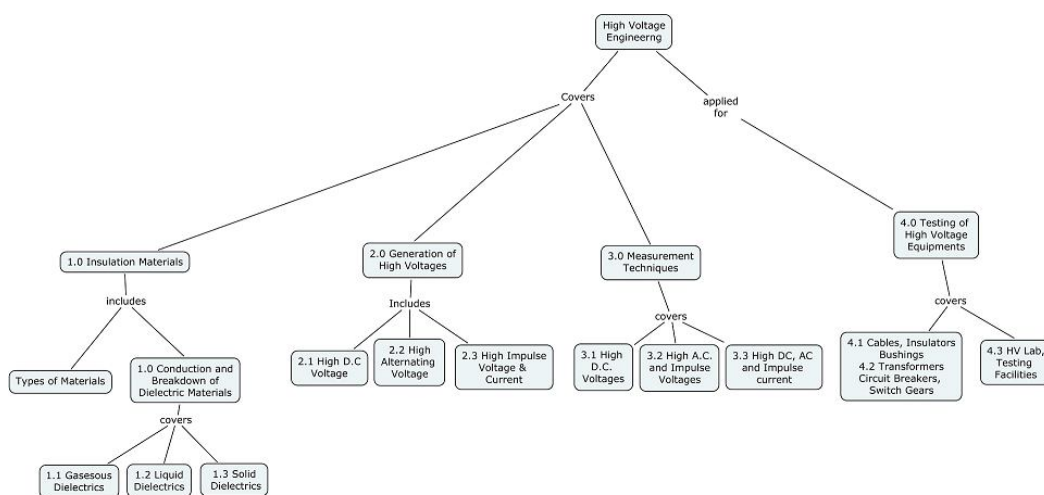 High Voltage
Engineerng
Covers
applied
for
1.0 Insulation Materials
2.0 Generation of
High Voltages
3.0 Measurement
Techniques
4.0 Testing of
High Voltage
Equipments
includes
Includes
covers
covers
Types of Materials
1.0 Conduction and
Breakdown of
Dielectric Materials
2.1 High D.C
Voltage
2.2 High
Alternating
Voltage
2.3 High Impulse
Voltage &
Current
3.1 High
D.C.
Voltages
3.2 High A.C.
and Impulse
Voltages
3.3 High DC, AC
and Impulse
current
4.1 Cables, Insulators
Bushings
4.2 Transformers
Circuit Breakers,
Switch Gears
4.3 HV Lab,
Testing
Facilities
covers
1.1 Gasesous
Dielectrics
1.2 Liquid
Dielectrics
1.3 Solid
Dielectrics